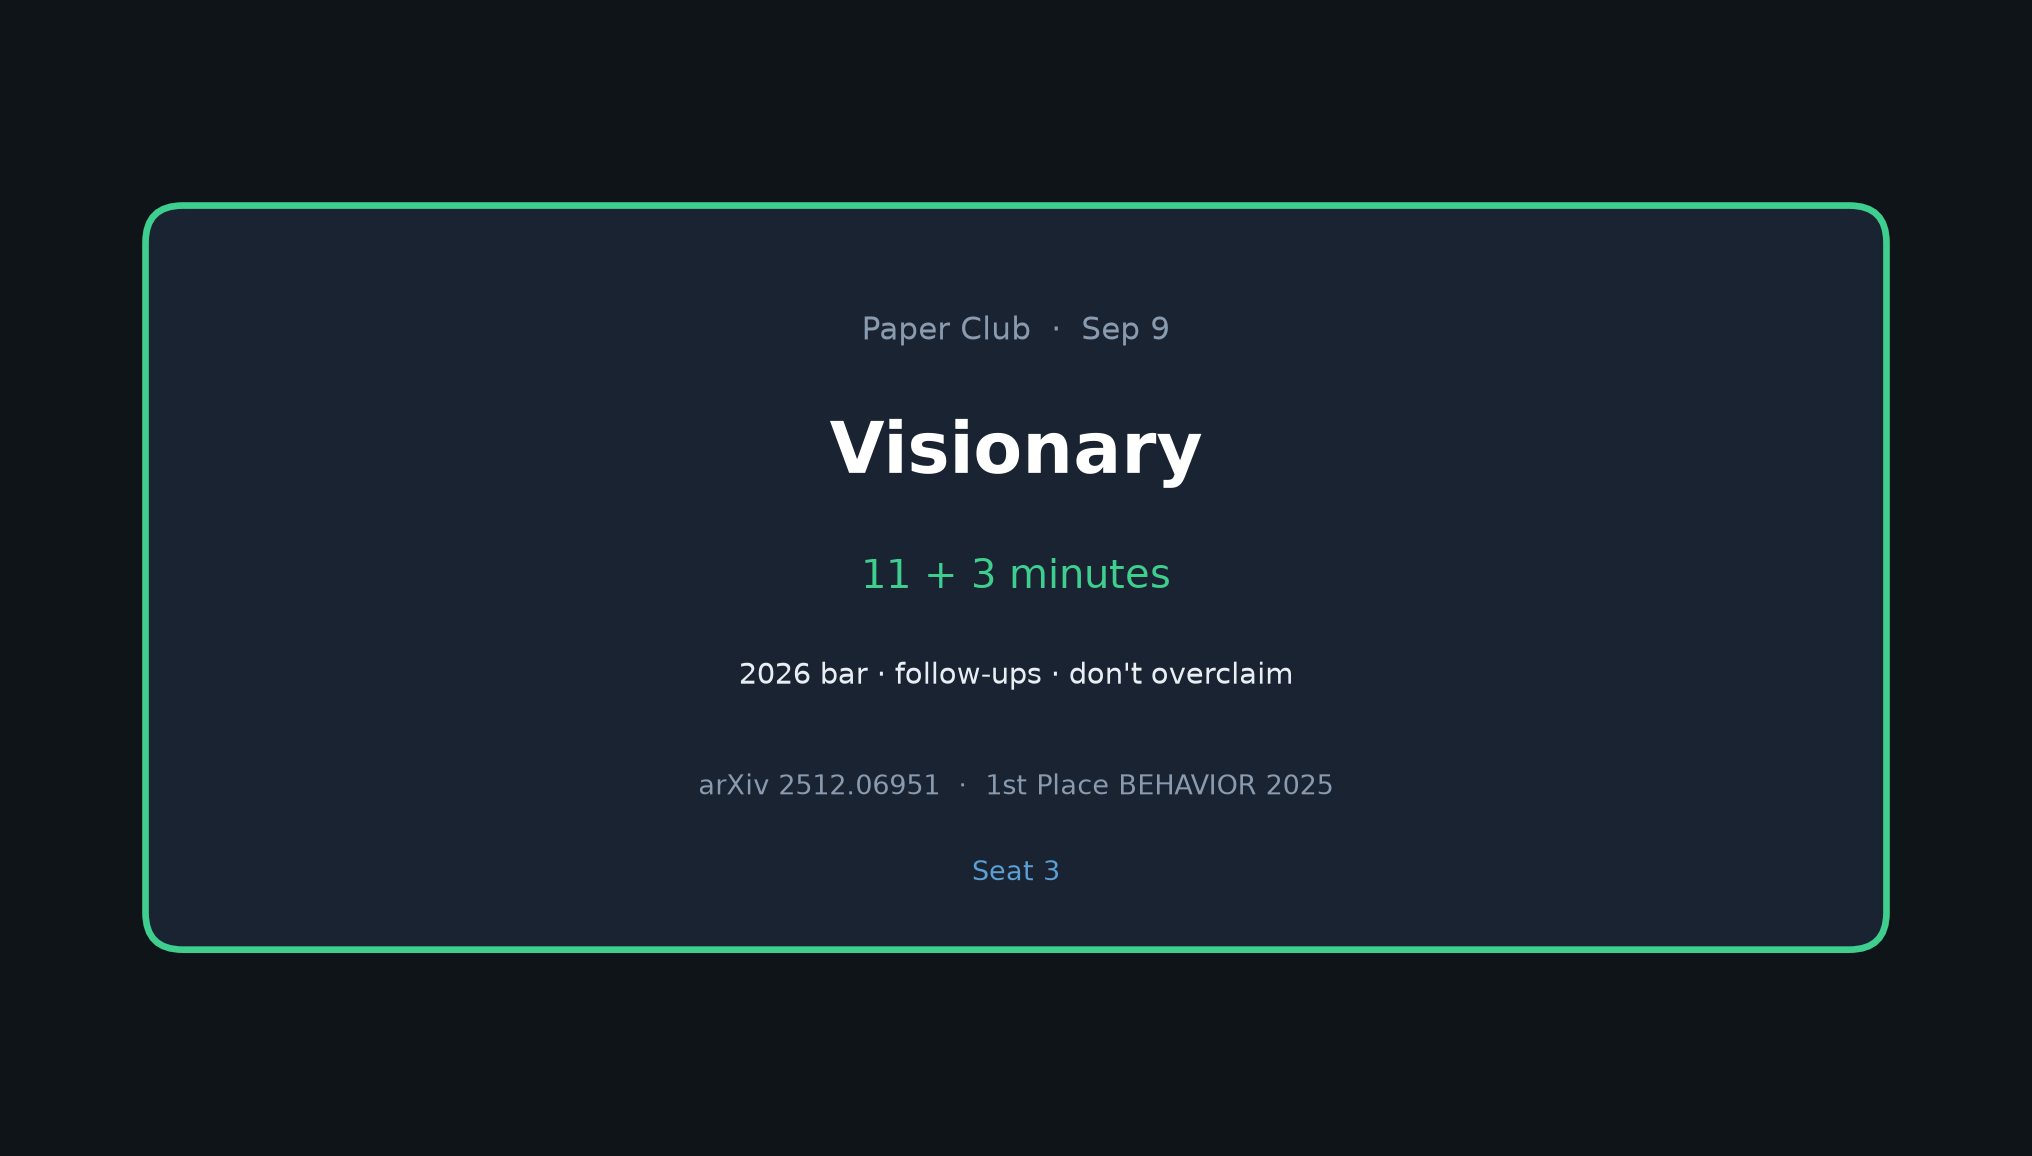 Paper Club · Sep 9
Visionary
11 + 3 minutes
2026 bar · follow-ups · don't overclaim
arXiv 2512.06951 · 1st Place BEHAVIOR 2025
Seat 3